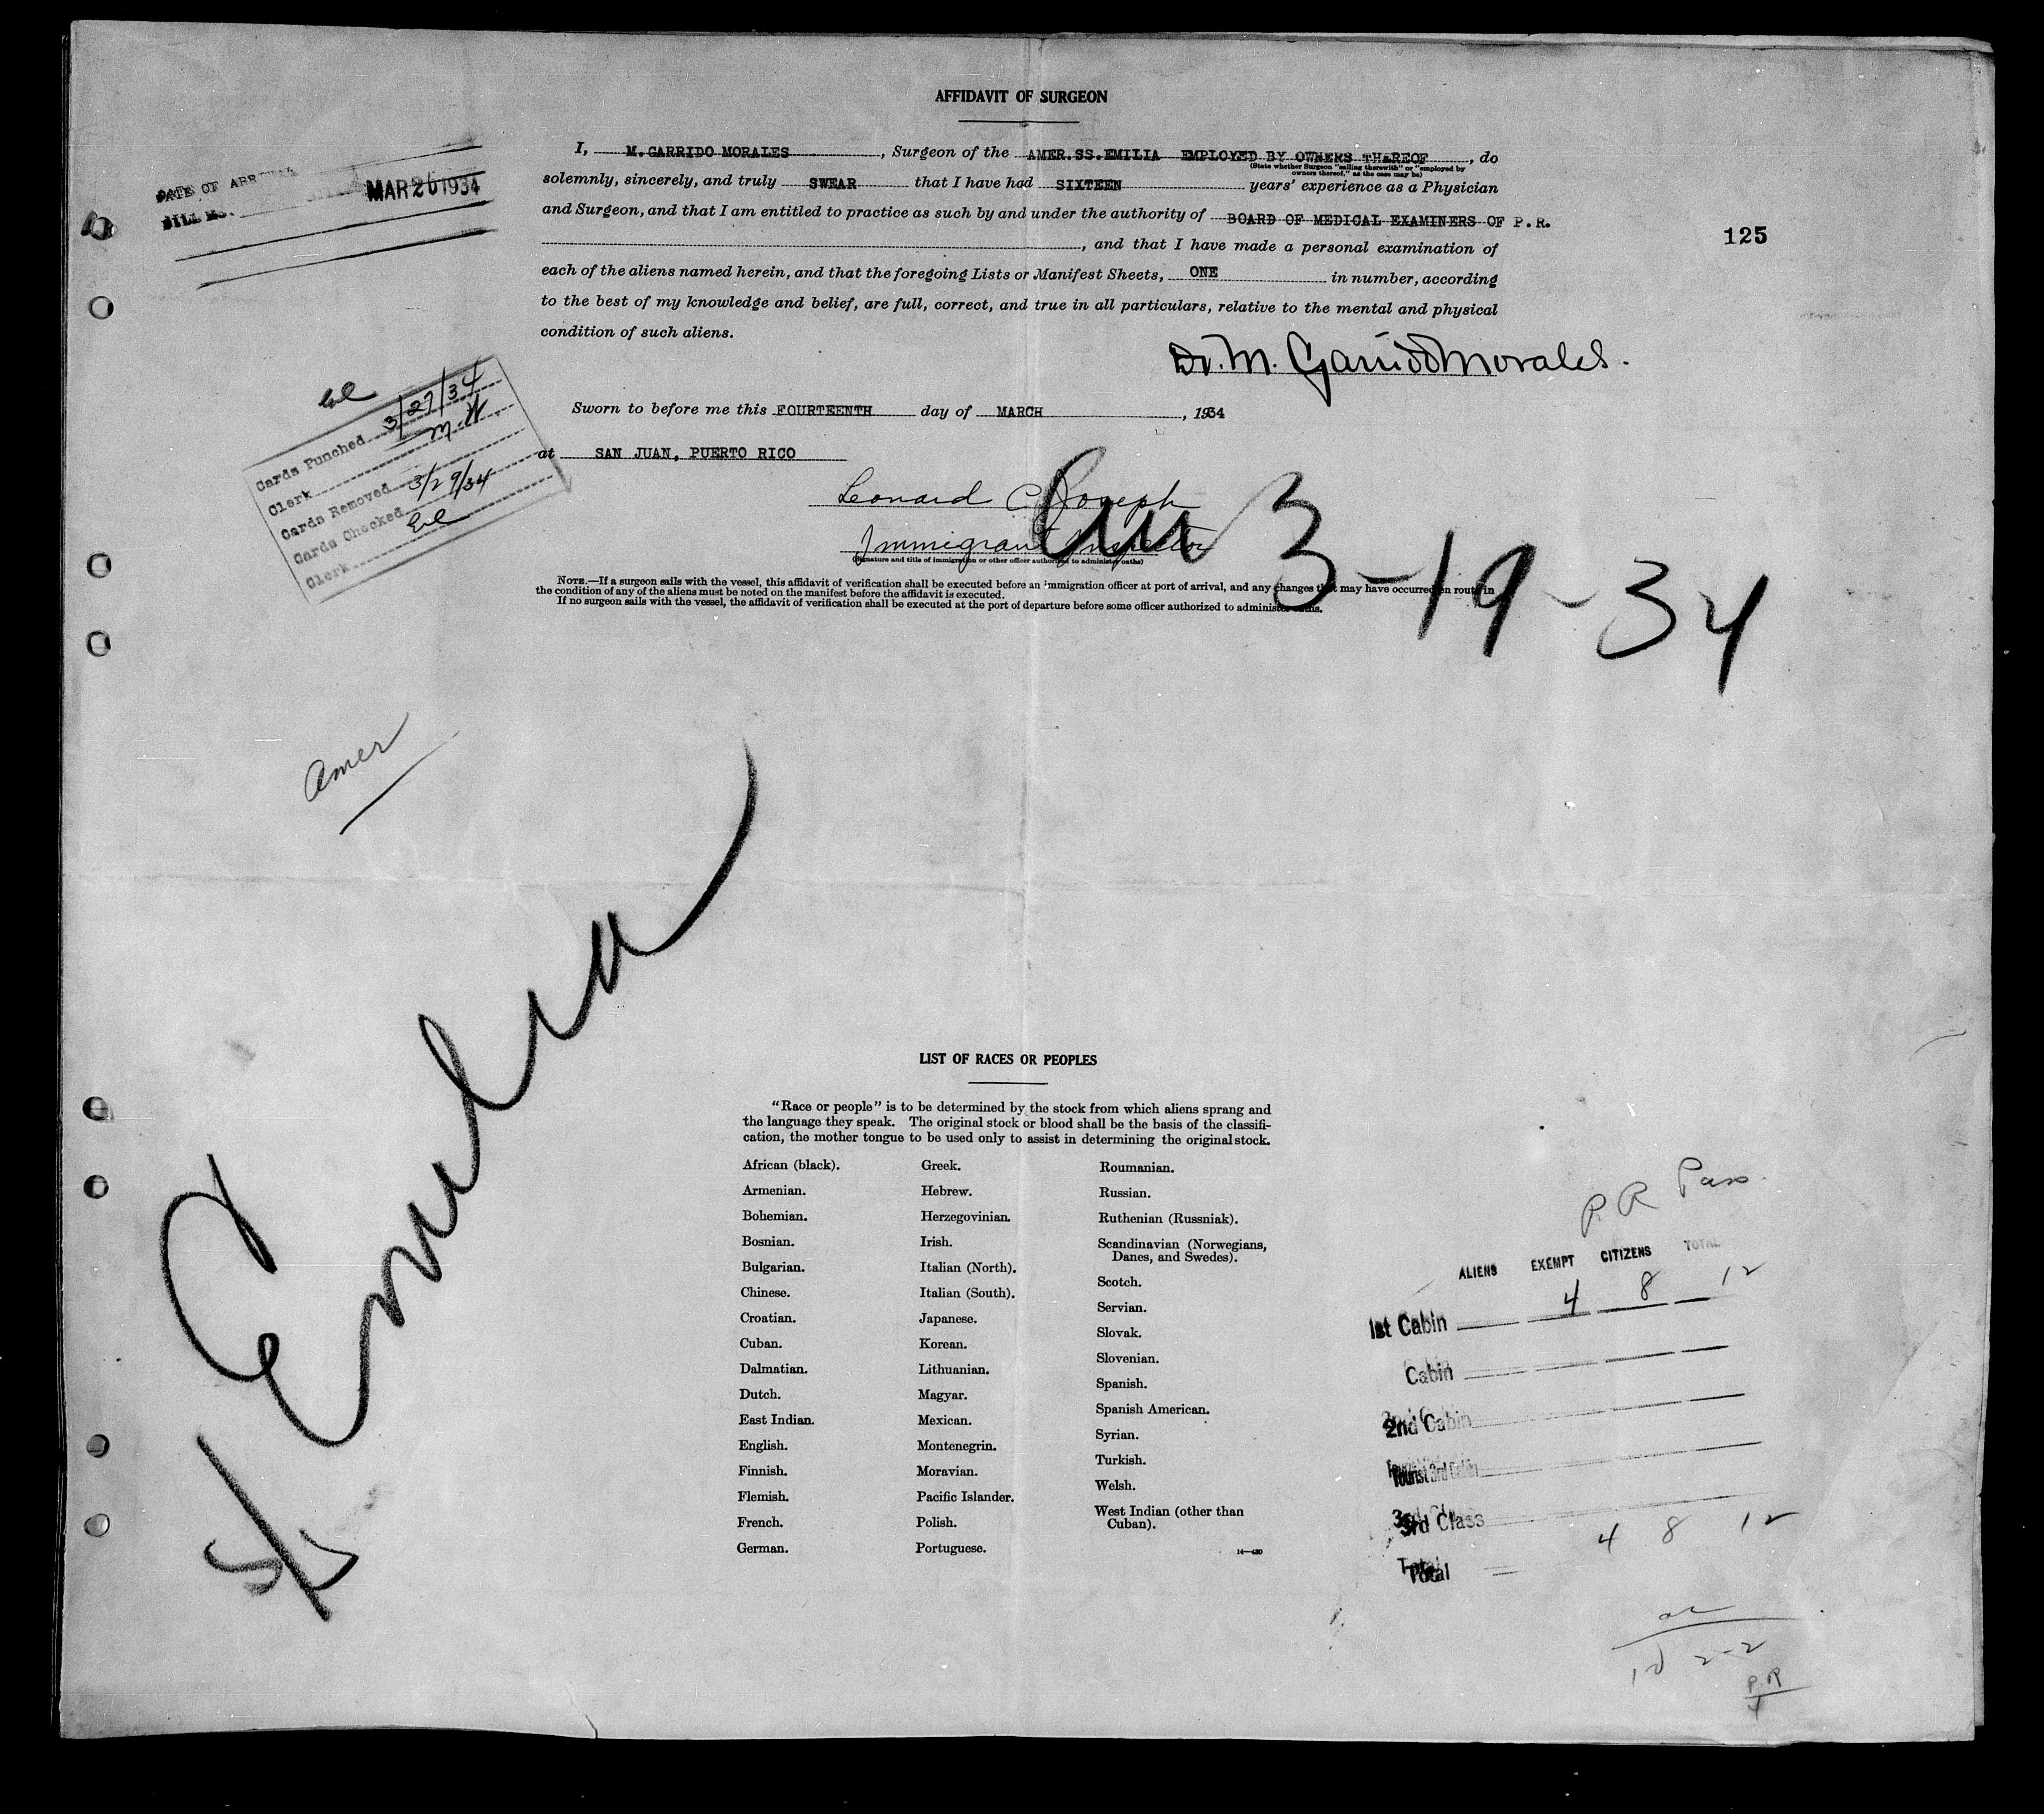 AFFIDAVIT OF SURGEON
I, M. GARRIDO MORALES, Surgeon of the AMER.SS.EMILIA EMPLOYED BY OWNERS THAREOF, do
(State whether Surgeon "sailing therewith" or "employed by
owners thereof," as the case may be)
solemnly, sincerely, and truly SWEAR that I have had SIXTEEN years' experience as a Physician
and Surgeon, and that I am entitled to practice as such by and under the authority of BOARD OF MEDICAL EXAMINERS OF P.R.
, and that I have made a personal examination of
each of the aliens named herein, and that the foregoing Lists or Manifest Sheets, ONE in number, according
to the best of my knowledge and belief, are full, correct, and true in all particulars, relative to the mental and physical
condition of such aliens.
DATE OF
MAR 20 1934
125
Dr. M. Garrido Morales.
Sworn to before me this FOURTEENTH day of MARCH, 1934
at SAN JUAN, PUERTO RICO
Leonard C. Joseph
Immigrant Inspector
(Signature and title of immigration or other officer authorized to administer oaths)
Cards Punched 3/27/34
Clerk M W
Cards Removed 3/29/34
Cards Checked
Clerk
3-19-34
NOTE.—If a surgeon sails with the vessel, this affidavit of verification shall be executed before an immigration officer at port of arrival, and any changes that may have occurred en route in
the condition of any of the aliens must be noted on the manifest before the affidavit is executed.
If no surgeon sails with the vessel, the affidavit of verification shall be executed at the port of departure before some officer authorized to administer oaths.
Amer
S/S Emilia
LIST OF RACES OR PEOPLES
"Race or people" is to be determined by the stock from which aliens sprang and
the language they speak. The original stock or blood shall be the basis of the classifi-
cation, the mother tongue to be used only to assist in determining the original stock.
African (black).
Armenian.
Bohemian.
Bosnian.
Bulgarian.
Chinese.
Croatian.
Cuban.
Dalmatian.
Dutch.
East Indian.
English.
Finnish.
Flemish.
French.
German.
Greek.
Hebrew.
Herzegovinian.
Irish.
Italian (North).
Italian (South).
Japanese.
Korean.
Lithuanian.
Magyar.
Mexican.
Montenegrin.
Moravian.
Pacific Islander.
Polish.
Portuguese.
Roumanian.
Russian.
Ruthenian (Russniak).
Scandinavian (Norwegians,
Danes, and Swedes).
Scotch.
Servian.
Slovak.
Slovenian.
Spanish.
Spanish American.
Syrian.
Turkish.
Welsh.
West Indian (other than
Cuban).
14—430
P R Pass.
ALIENS EXEMPT CITIZENS TOTAL
1st Cabin 4 8 12
Cabin
2nd Cabin
Tourist 3rd Cabin
3rd Class
Total 4 8 12
P.R